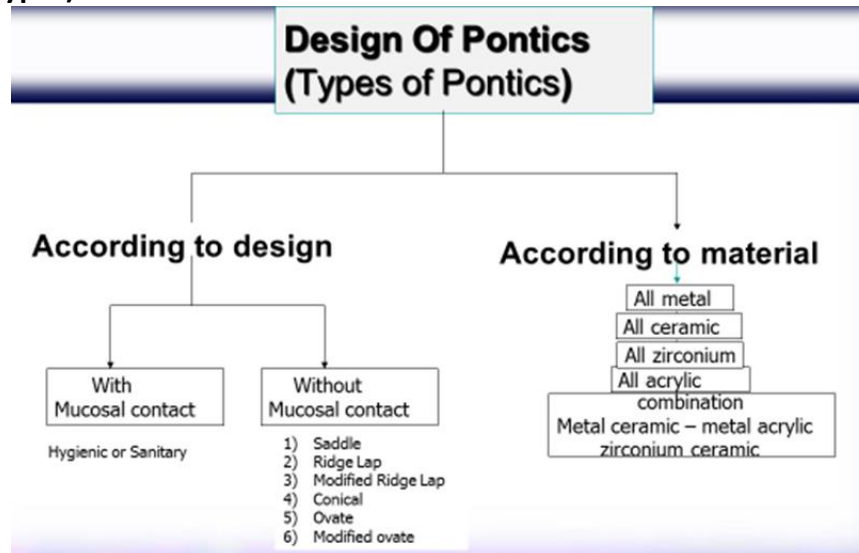 Design Of Pontics
(Types of Pontics)
According to design
According to material
With
Mucosal contact
Hygienic or Sanitary
Without
Mucosal contact
1) Saddle
2) Ridge Lap
3) Modified Ridge Lap
4) Conical
5) Ovate
6) Modified ovate
All metal
All ceramic
All zirconium
All acrylic
combination
Metal ceramic – metal acrylic
zirconium ceramic